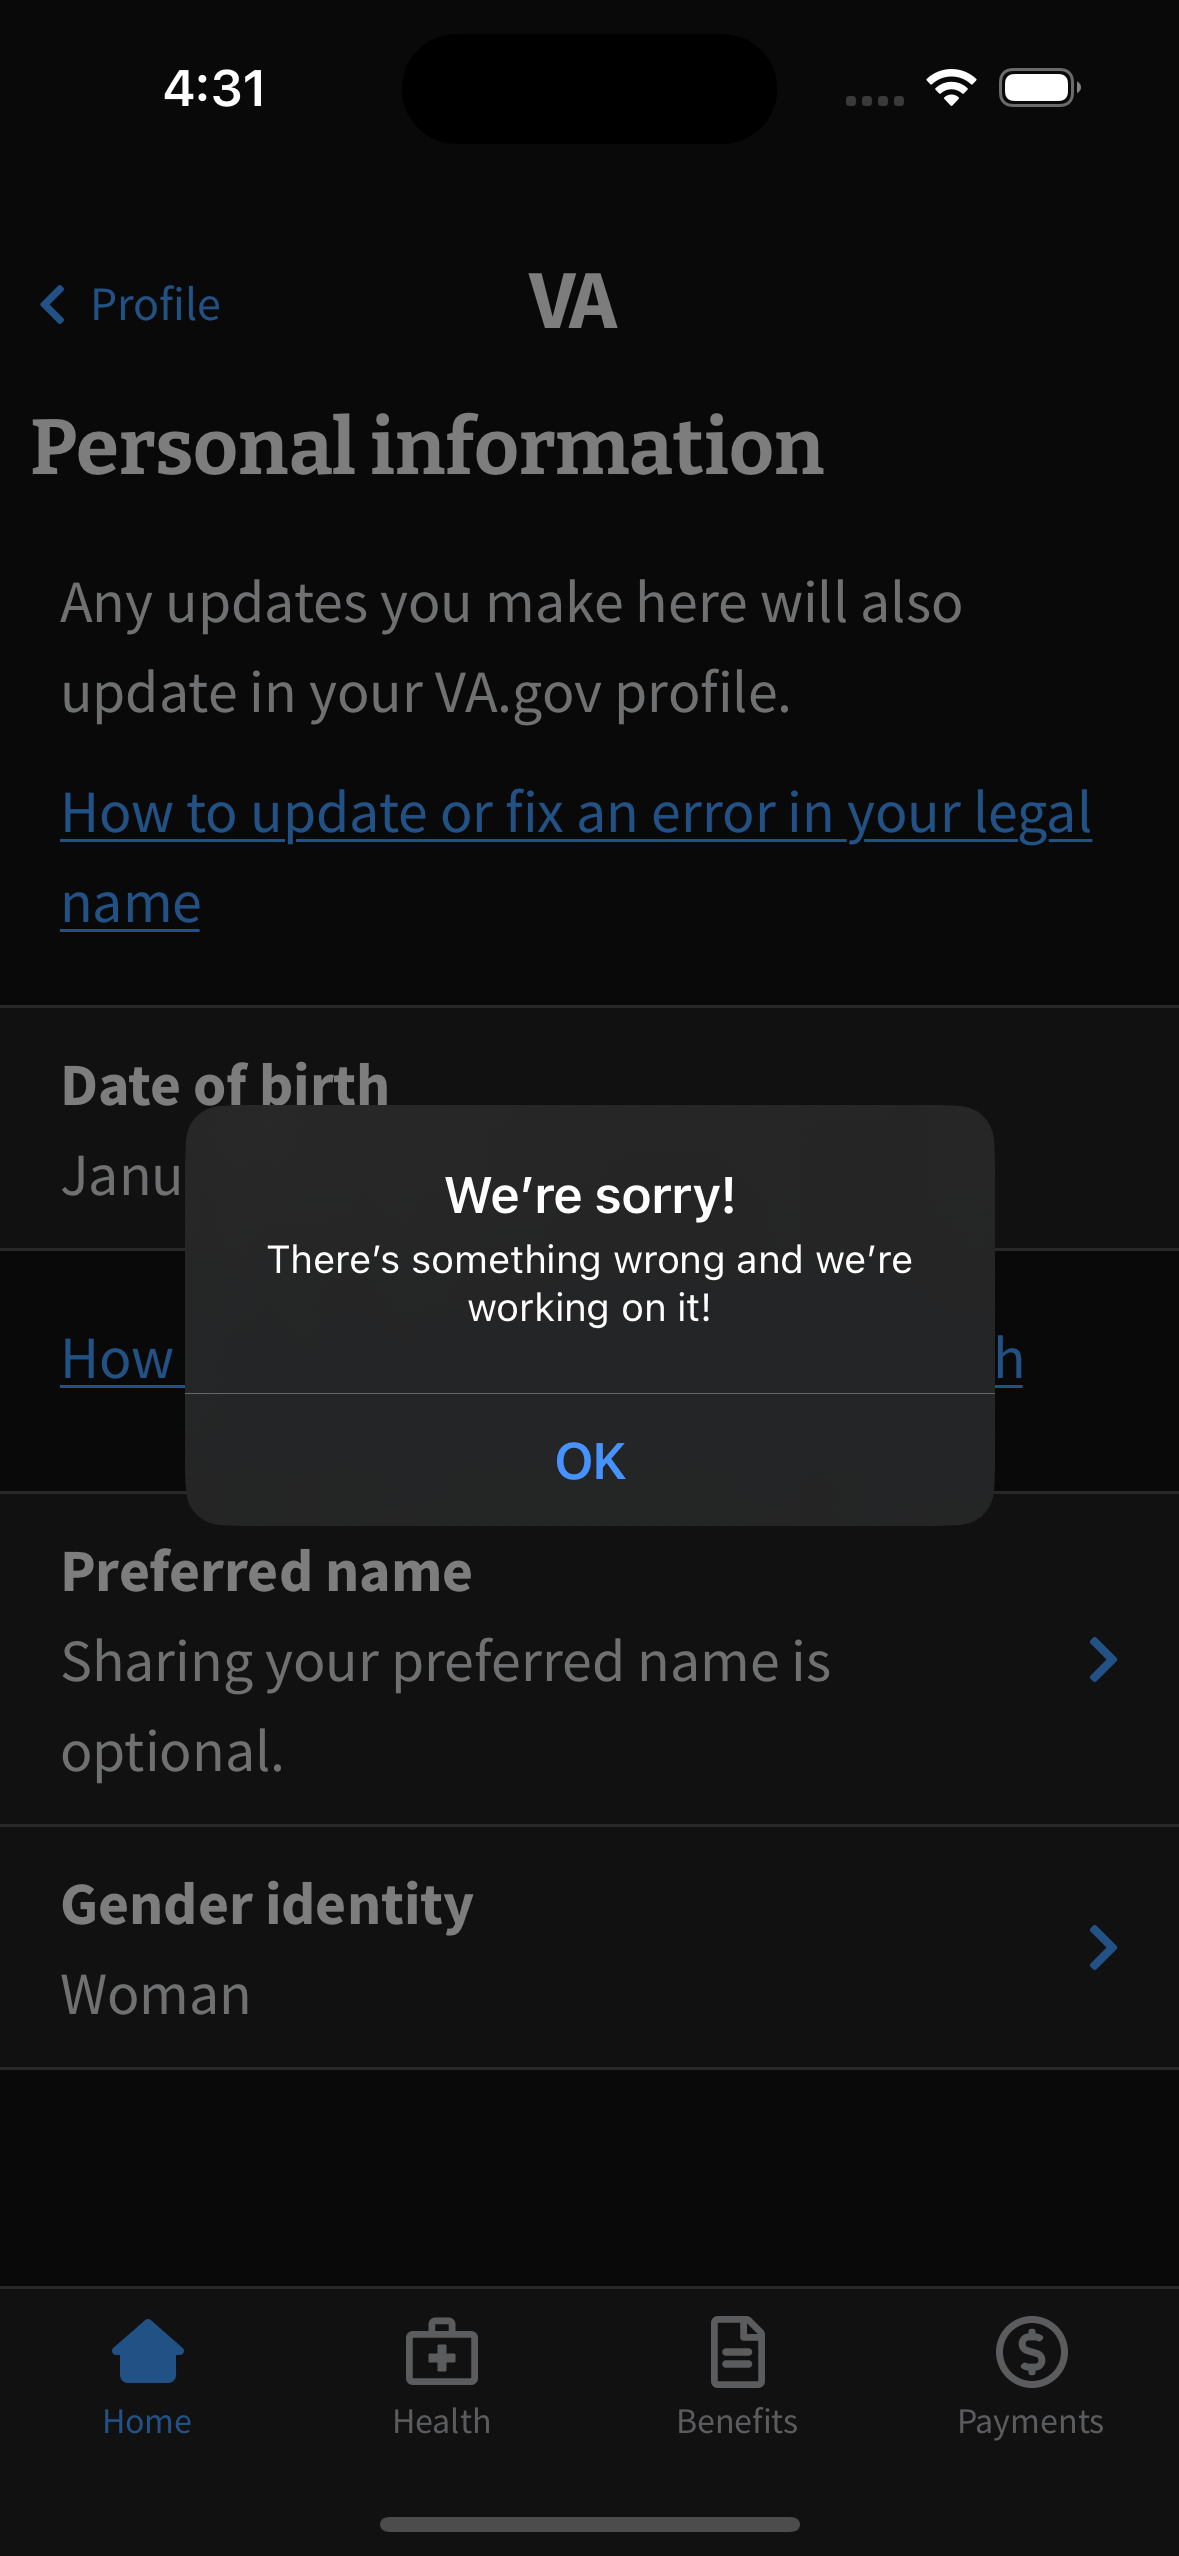 4:31
Profile
VA
Personal information
Any updates you make here will also
update in your VA.gov profile.
How to update or fix an error in your legal
name
Date of birth
We’re sorry!
There’s something wrong and we’re
working on it!
How
OK
Preferred name
Sharing your preferred name is
optional.
Gender identity
Woman
Home
Health
Benefits
Payments